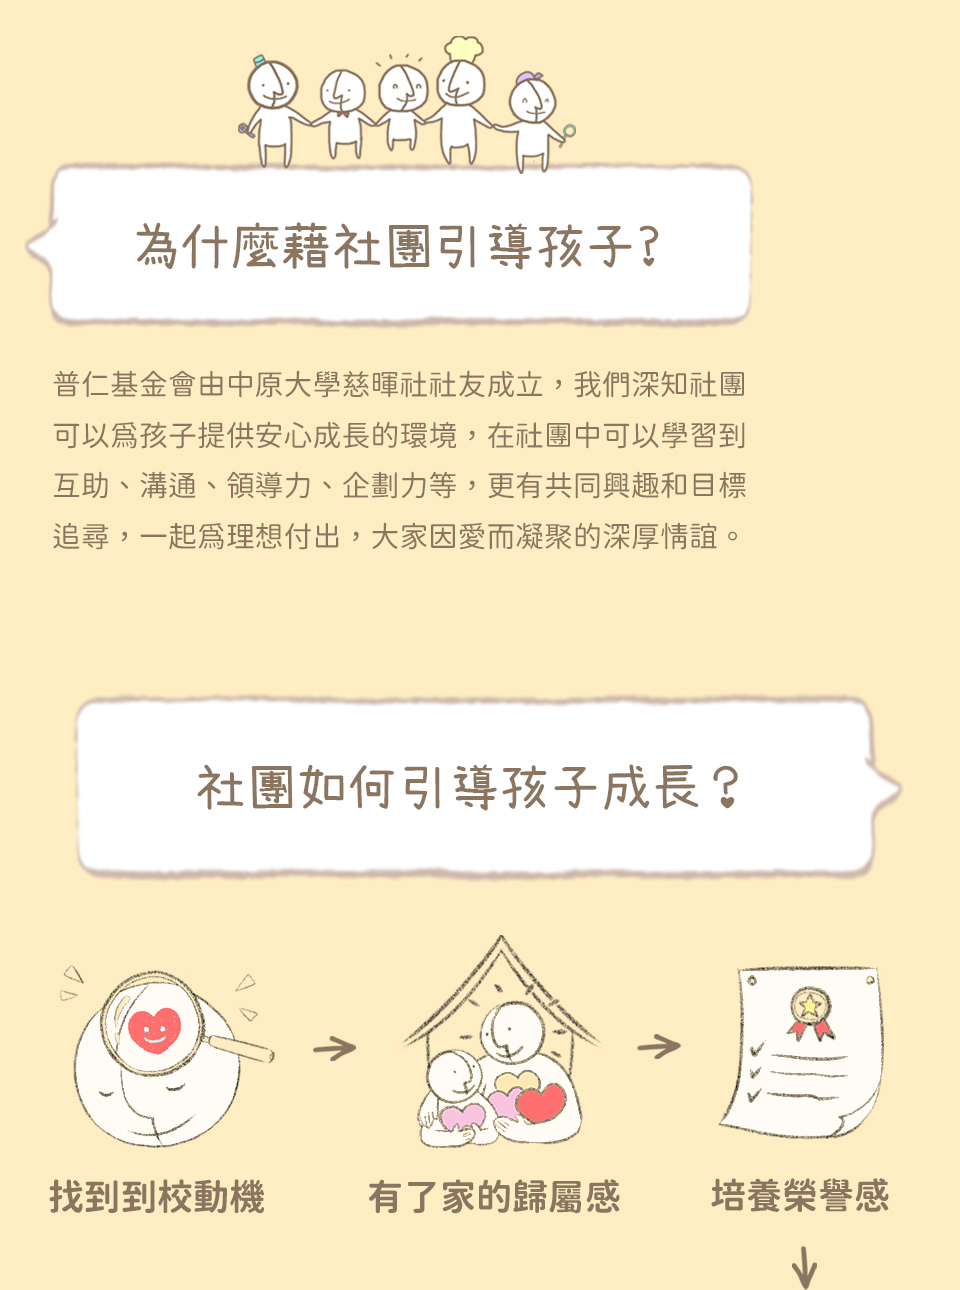 為什麼藉社團引導孩子?
普仁基金會由中原大學慈暉社社友成立，我們深知社團
可以為孩子提供安心成長的環境，在社團中可以學習到
互助、溝通、領導力、企劃力等，更有共同興趣和目標
追尋，一起為理想付出，大家因愛而凝聚的深厚情誼。
社團如何引導孩子成長？
找到到校動機
有了家的歸屬感
培養榮譽感